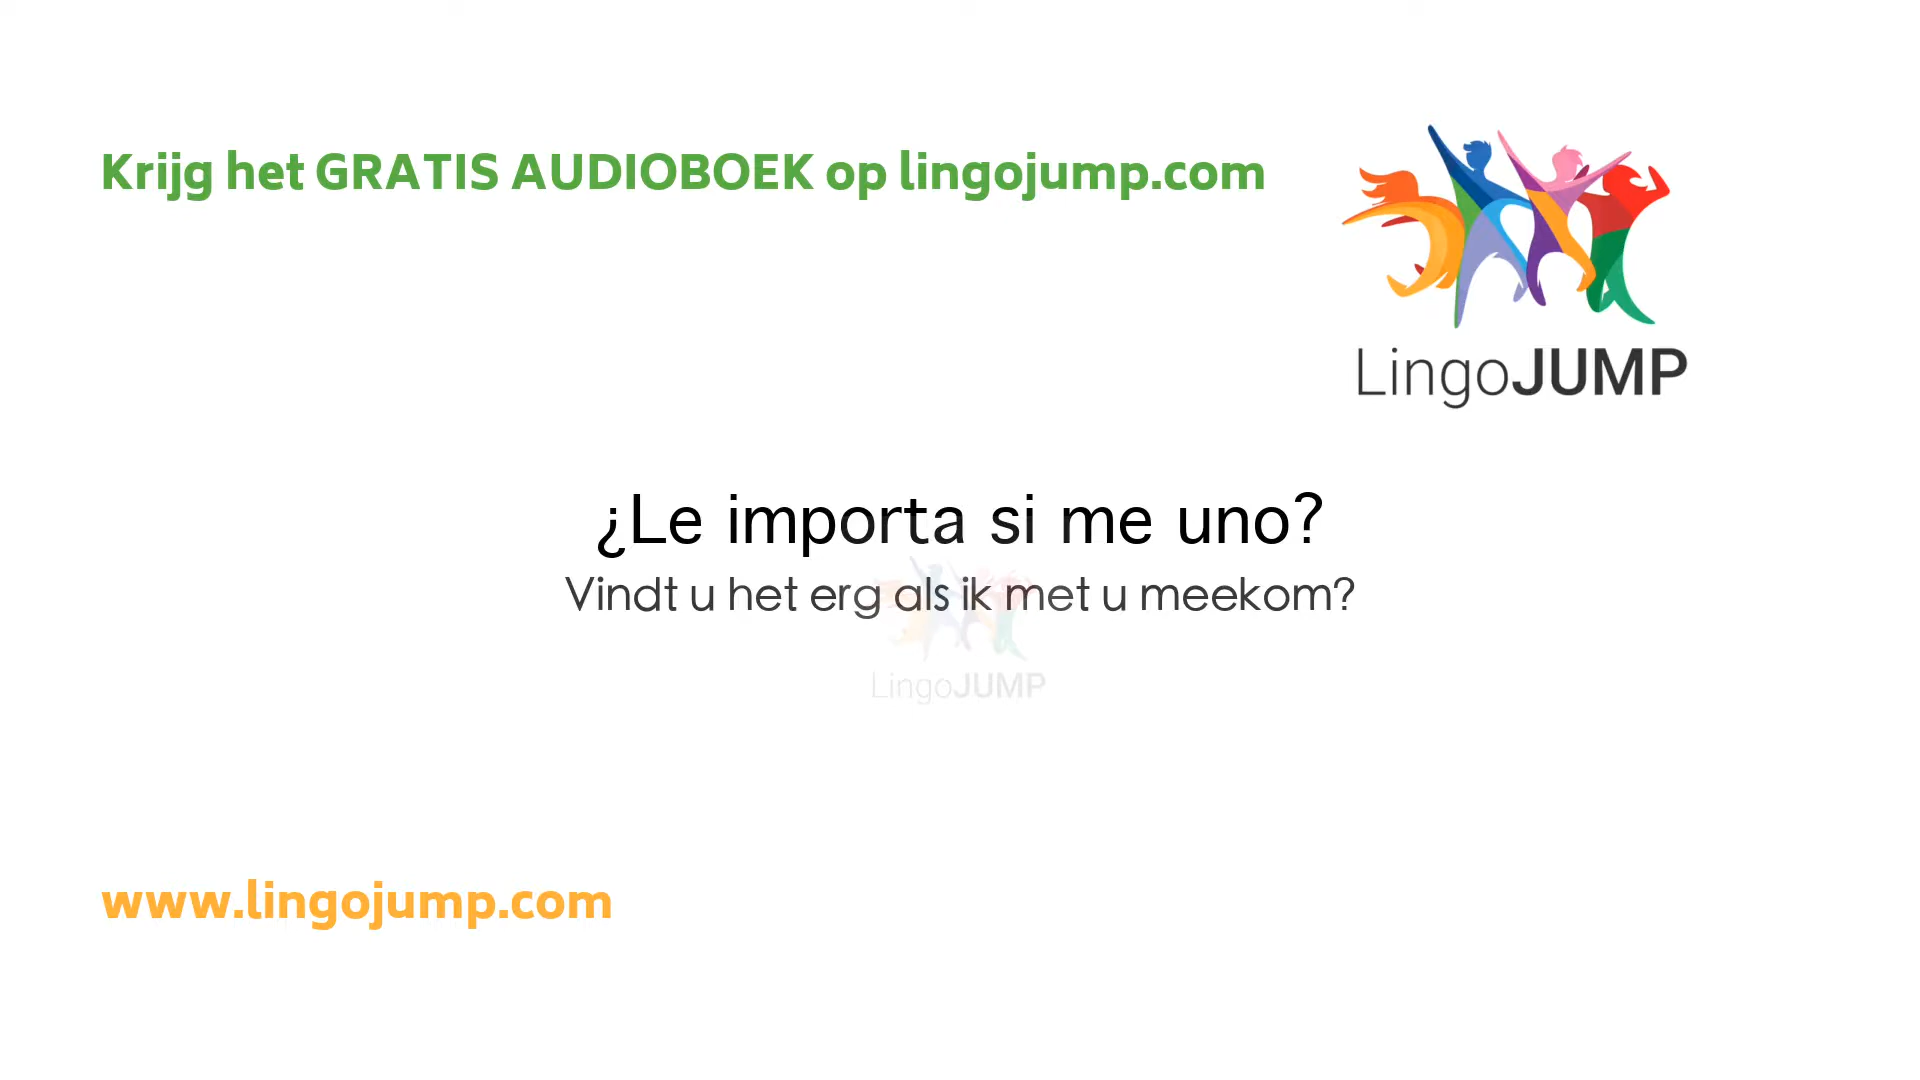 Krijg het GRATIS AUDIOBOEK op lingojump.com
LingoJUMP
¿Le importa si me uno?
Vindt u het erg als ik met u meekom?
LingoJUMP
www.lingojump.com